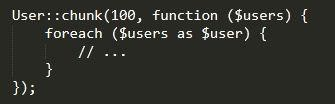 User::chunk(100, function ($users) {
    foreach ($users as $user) {
        // ...
    }
});